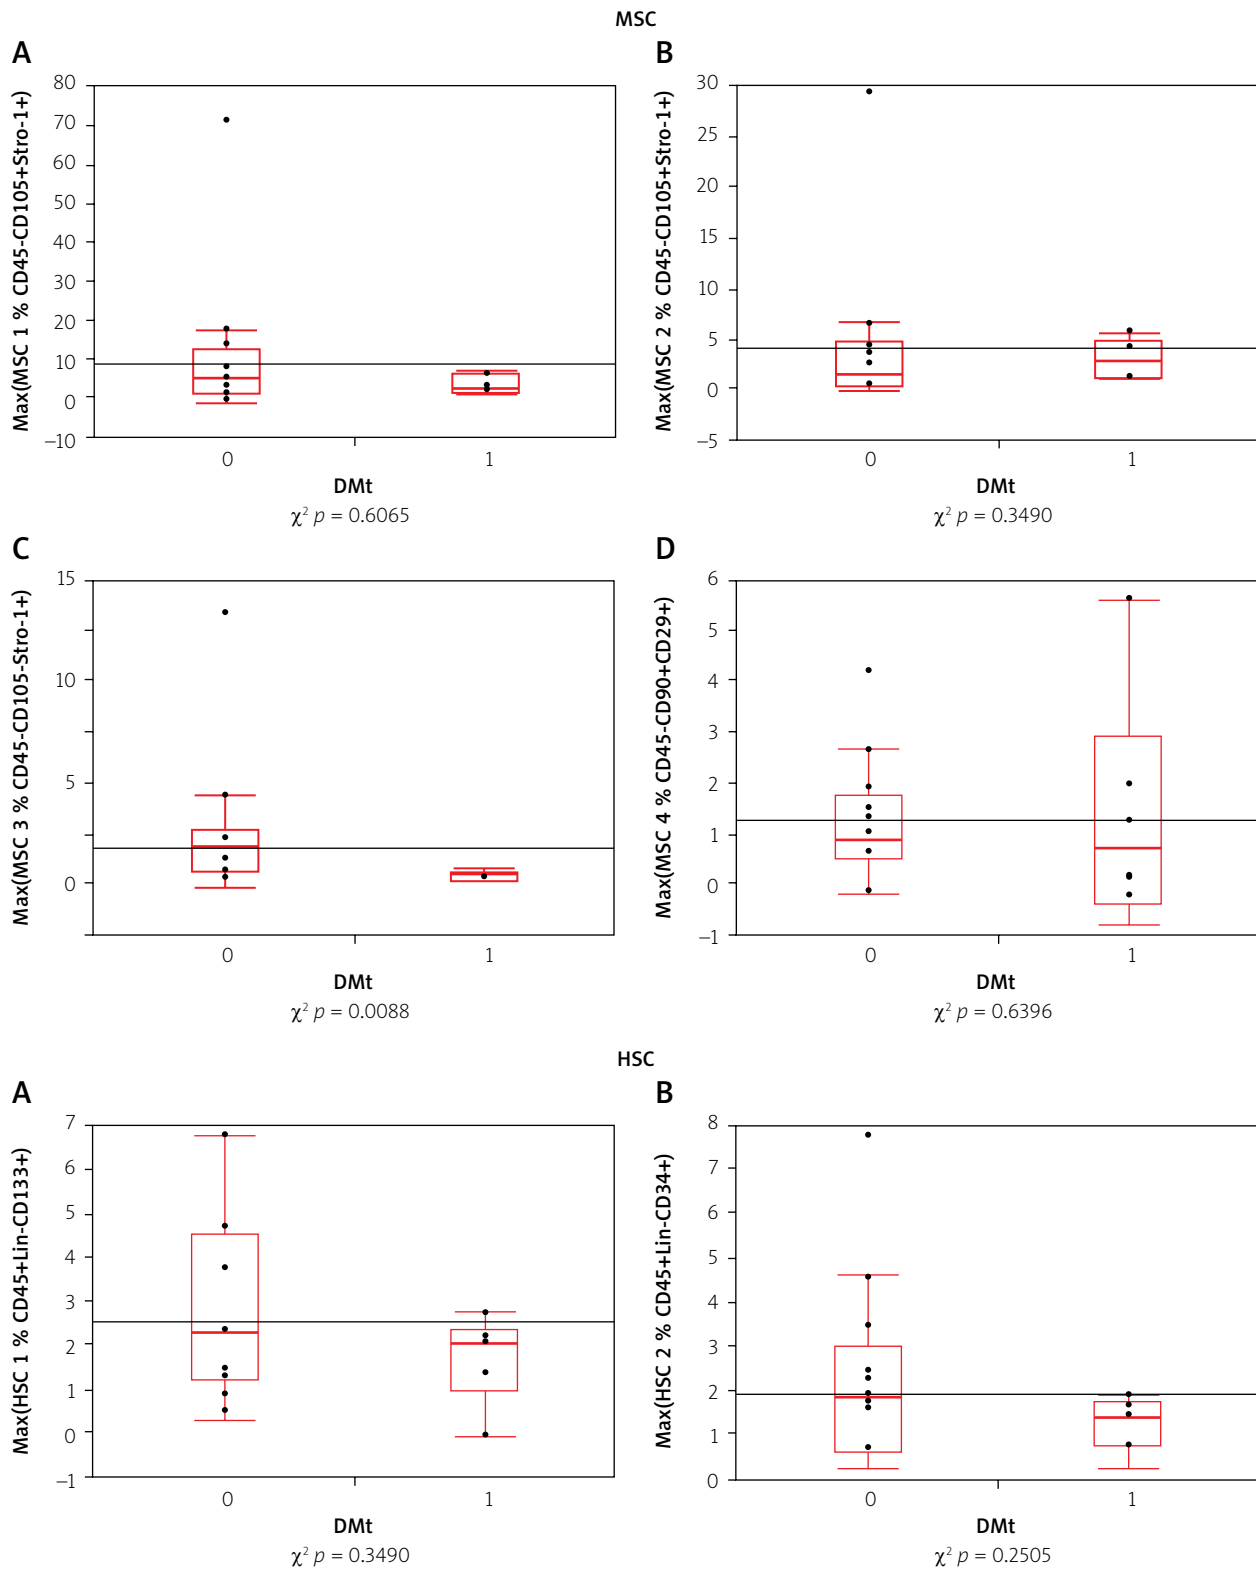 MSC
A
B
Max(MSC 1 % CD45-CD105+Stro-1+)
80
70
60
50
40
30
20
10
0
–10
0
1
DMt
χ² p = 0.6065
Max(MSC 2 % CD45-CD105+Stro-1+)
30
25
20
15
10
5
0
–5
0
1
DMt
χ² p = 0.3490
C
D
Max(MSC 3 % CD45-CD105-Stro-1+)
15
10
5
0
0
1
DMt
χ² p = 0.0088
Max(MSC 4 % CD45-CD90+CD29+)
6
5
4
3
2
1
0
–1
0
1
DMt
χ² p = 0.6396
HSC
A
B
Max(HSC 1 % CD45+Lin-CD133+)
7
6
5
4
3
2
1
0
–1
0
1
DMt
χ² p = 0.3490
Max(HSC 2 % CD45+Lin-CD34+)
8
7
6
5
4
3
2
1
0
0
1
DMt
χ² p = 0.2505